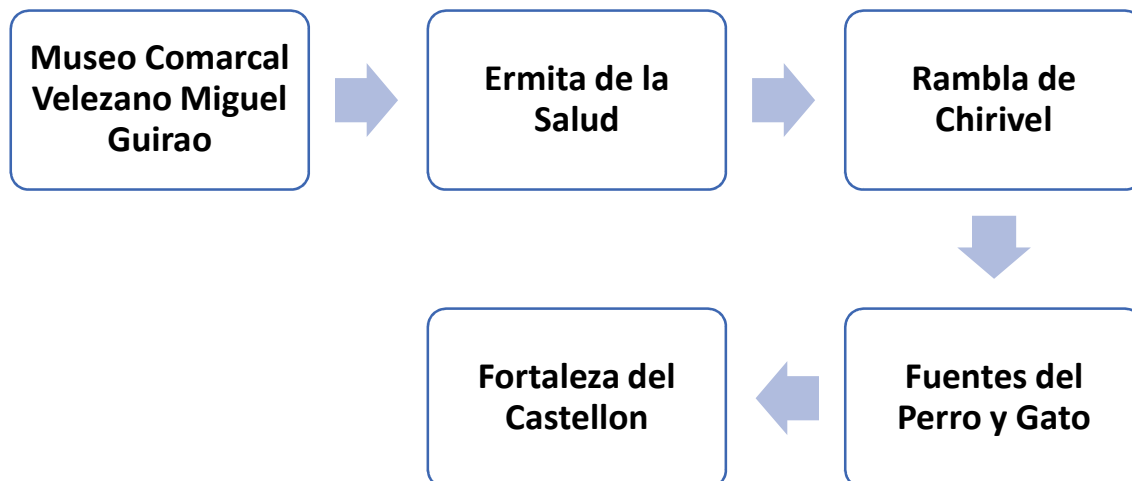 Museo Comarcal
Velezano Miguel
Guirao
Ermita de la
Salud
Rambla de
Chirivel
Fuentes del
Perro y Gato
Fortaleza del
Castellon